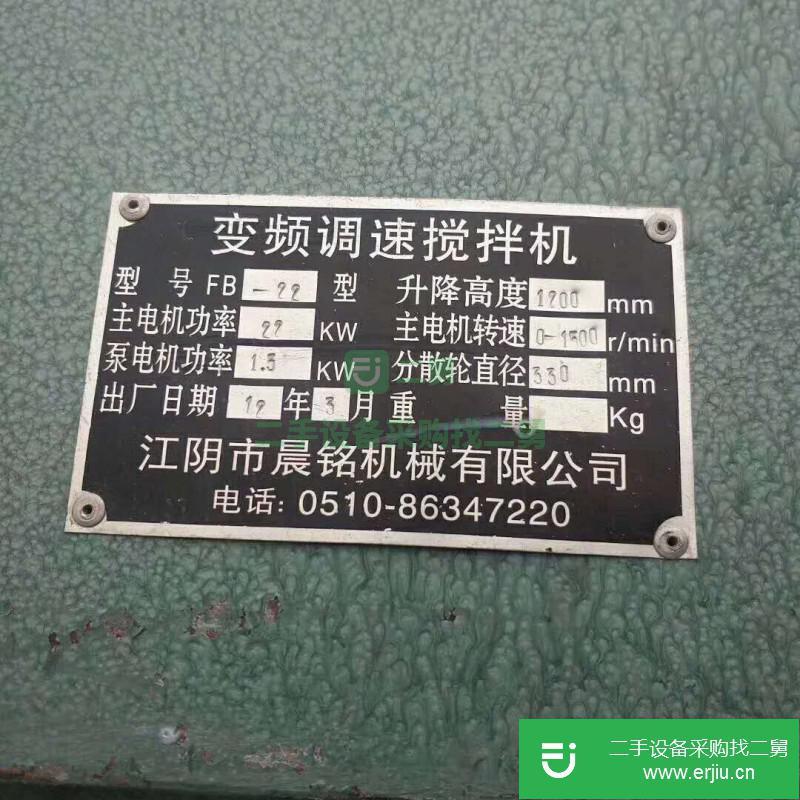 变频调速搅拌机
型 号 FB -22 型 升降高度 1200 mm
主电机功率 22 KW 主电机转速 0-1500 r/min
泵电机功率 1.5 KW 分散轮直径 330 mm
出厂日期 12 年 3 月 重 量 Kg
江阴市晨铭机械有限公司
电话: 0510-86347220
二手设备采购找二舅
二手设备采购找二舅
www.erjiu.cn